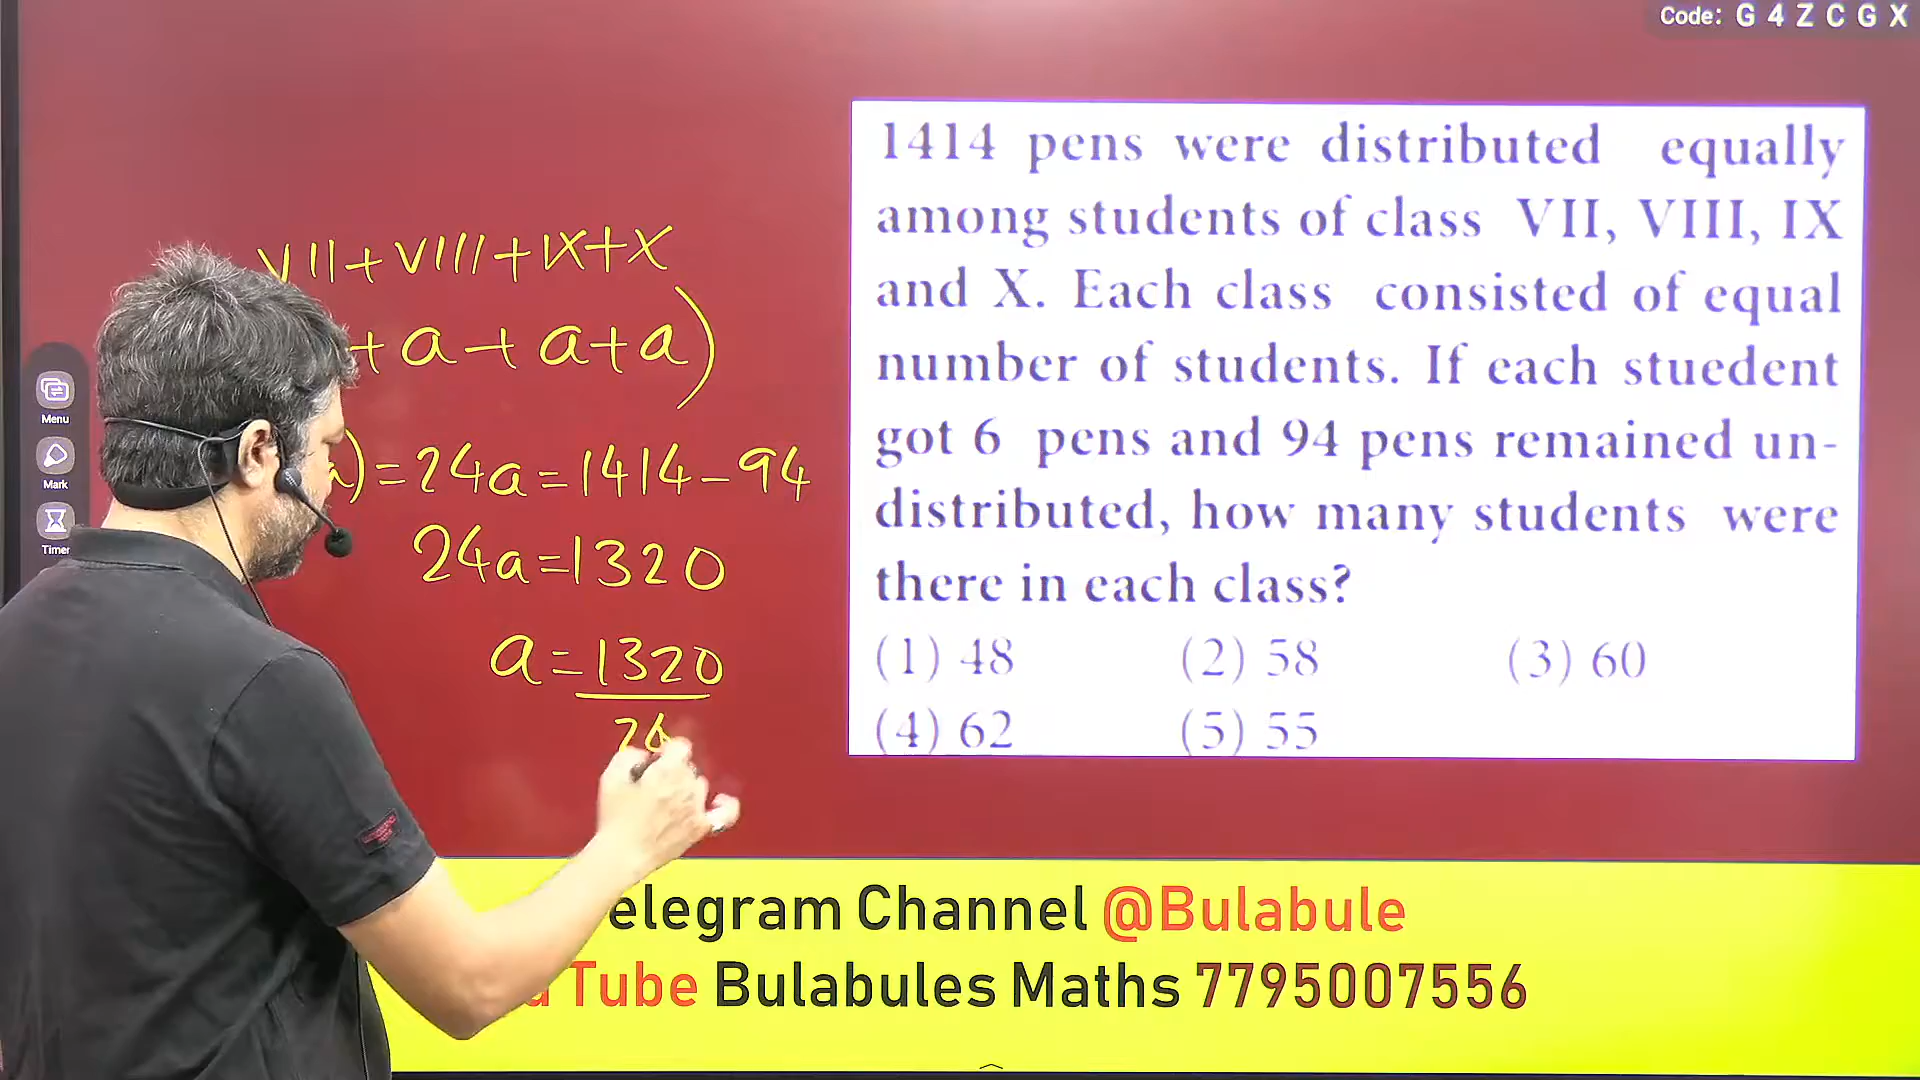 Code: G 4 Z C G X
VII+VIII+IX+X
+a+a+a)
)=24a=1414-94
24a=1320
a=1320
24
Menu
Mark
Timer
1414 pens were distributed equally
among students of class VII, VIII, IX
and X. Each class consisted of equal
number of students. If each stuedent
got 6 pens and 94 pens remained un-
distributed, how many students were
there in each class?
(1) 48 (2) 58 (3) 60
(4) 62 (5) 55
elegram Channel @Bulabule
Tube Bulabules Maths 7795007556